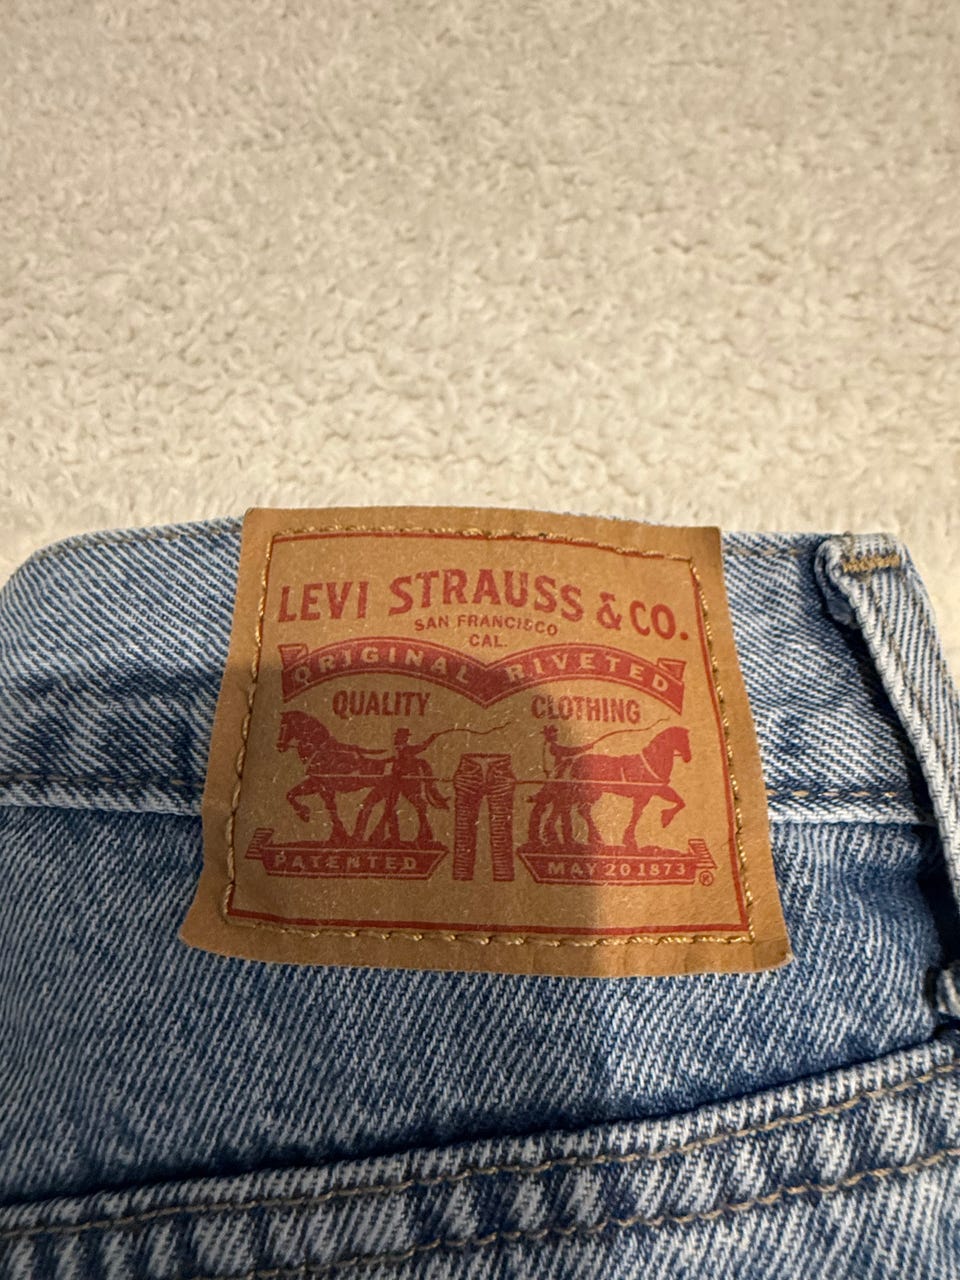 LEVI STRAUSS & CO.
SAN FRANCISCO
CAL.
ORIGINAL RIVETED
QUALITY CLOTHING
PATENTED MAY 20 1873 ®